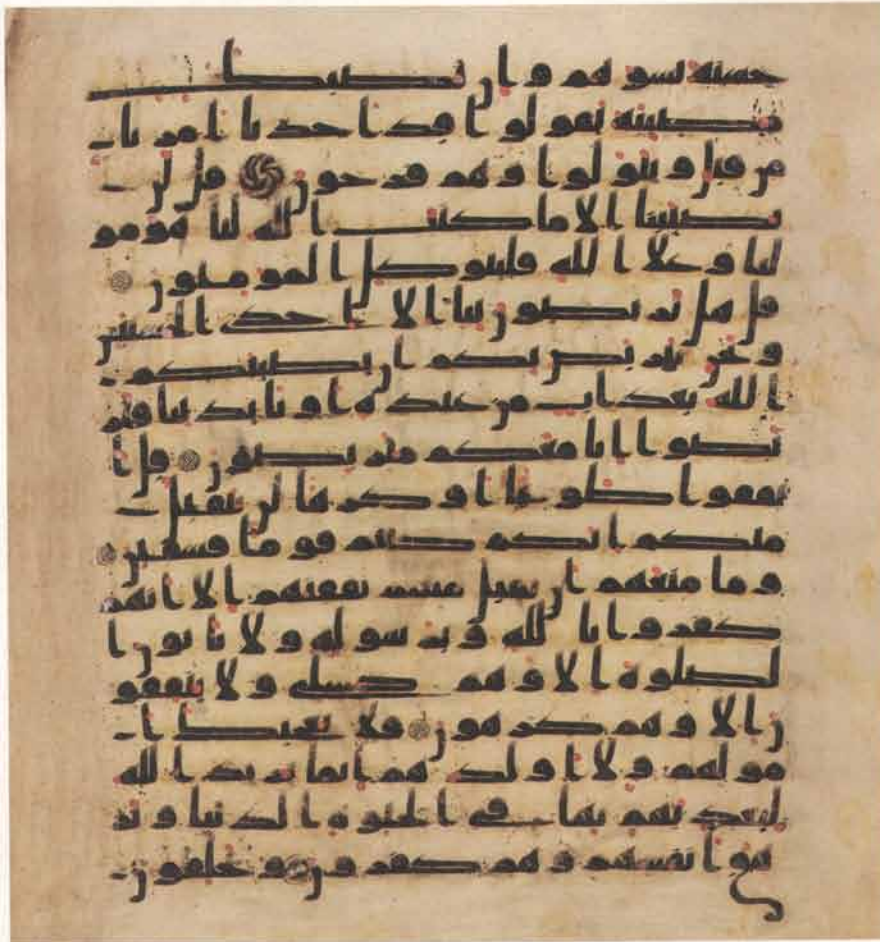 حسنة تسوهم وان تصبك
مصيبة يقولوا قد اخذنا امرنا
من قبل ويتولوا وهم فرحون قل لن
يصيبنا الا ما كتب الله لنا هو مو
لنا وعلا الله فليتوكل المومنون
قل هل تربصون بنا الا احدى الحسنيين
ونحن نتربص بكم ان يصيبكم
الله بعذاب من عنده او بايدينا فتر
بصوا انا معكم متربصون قل ا
نفقوا طوعا او كرها لن يتقبل
منكم انكم كنتم قوما فسقين
وما منعهم ان تقبل منهم نفقتهم الا انهم
كفروا بالله وبرسوله ولا ياتون ا
لصلوة الا وهم كسلى ولا ينفقو
ن الا وهم كرهون فلا تعجبك ا
مولهم ولا اولدهم انما يريد الله
ليعذبهم بها في الحيوة الدنيا وتز
هق انفسهم وهم كفرون ويحلفون